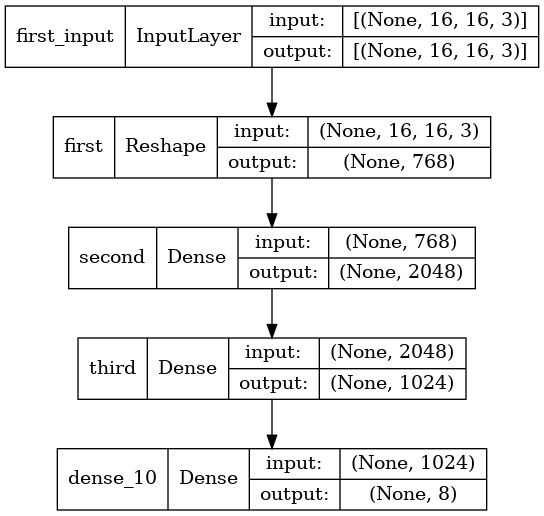 first_input InputLayer input: [(None, 16, 16, 3)]
output: [(None, 16, 16, 3)]
first Reshape input: (None, 16, 16, 3)
output: (None, 768)
second Dense input: (None, 768)
output: (None, 2048)
third Dense input: (None, 2048)
output: (None, 1024)
dense_10 Dense input: (None, 1024)
output: (None, 8)